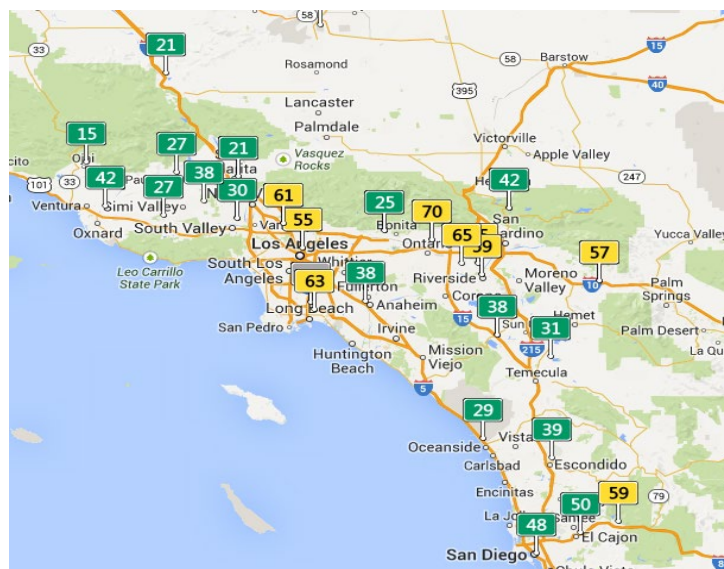 58
15
21
Barstow
33
Rosamond
58
40
395
Lancaster
Palmdale
Victorville
15
27
21
Apple Valley
Vasquez
Rocks
247
42
38
42
101
33
27
30
61
25
70
Yucca Valley
Ventura
Simi Valley
San
Oxnard
South Valley
55
Bonita
65
Los Angeles
57
Leo Carrillo
State Park
South Los
Angeles
Whittier
38
Riverside
Moreno
Valley
10
63
Palm
Springs
Anaheim
Long Beach
38
San Pedro
Irvine
15
31
Hemet
Palm Desert
Huntington
Beach
Mission
Viejo
215
Temecula
5
29
39
Oceanside
Vista
Carlsbad
Escondido
Encinitas
50
59
79
48
El Cajon
San Diego
8